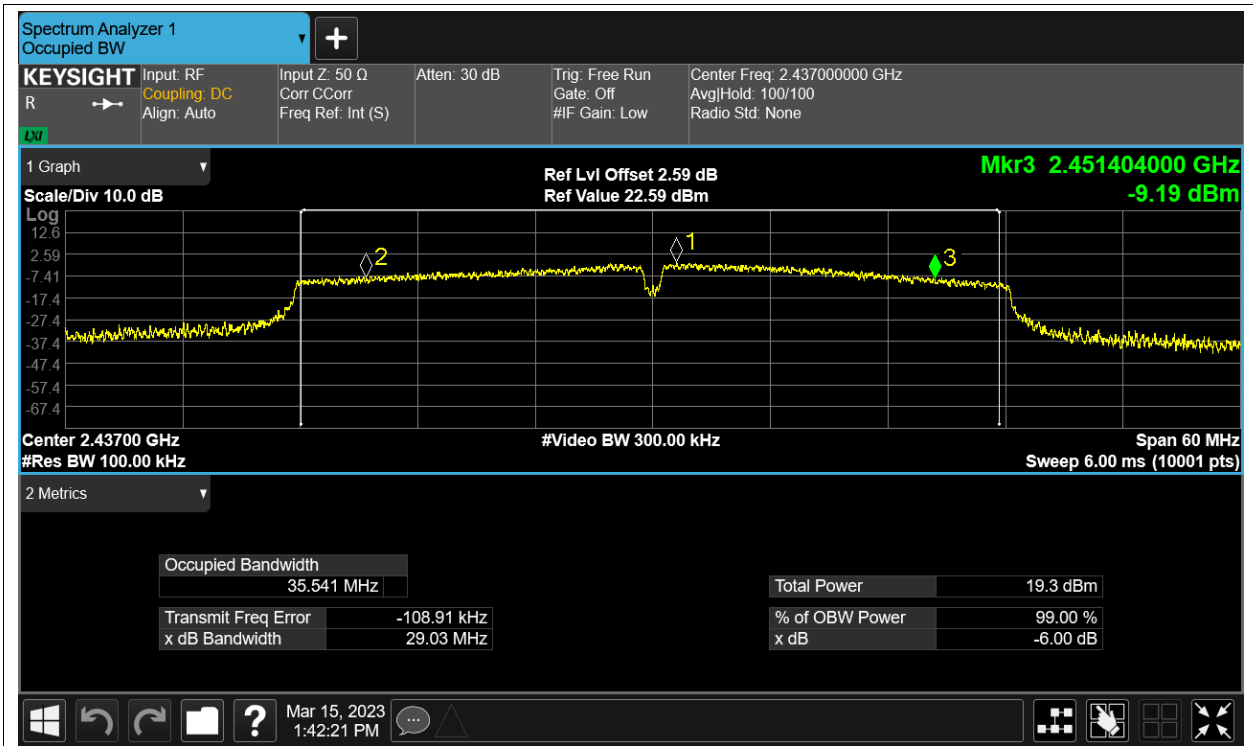 Spectrum Analyzer 1
Occupied BW
KEYSIGHT
R
LXI
Input: RF
Coupling: DC
Align: Auto
Input Z: 50 Ω
Corr CCorr
Freq Ref: Int (S)
Atten: 30 dB
Trig: Free Run
Gate: Off
#IF Gain: Low
Center Freq: 2.437000000 GHz
Avg|Hold: 100/100
Radio Std: None
1 Graph
Scale/Div 10.0 dB
Ref Lvl Offset 2.59 dB
Ref Value 22.59 dBm
Mkr3 2.451404000 GHz
-9.19 dBm
Log
12.6
2.59
-7.41
-17.4
-27.4
-37.4
-47.4
-57.4
-67.4
2
1
3
Center 2.43700 GHz
#Res BW 100.00 kHz
#Video BW 300.00 kHz
Span 60 MHz
Sweep 6.00 ms (10001 pts)
2 Metrics
Occupied Bandwidth
35.541 MHz
Transmit Freq Error -108.91 kHz
x dB Bandwidth 29.03 MHz
Total Power 19.3 dBm
% of OBW Power 99.00 %
x dB -6.00 dB
?
Mar 15, 2023
1:42:21 PM